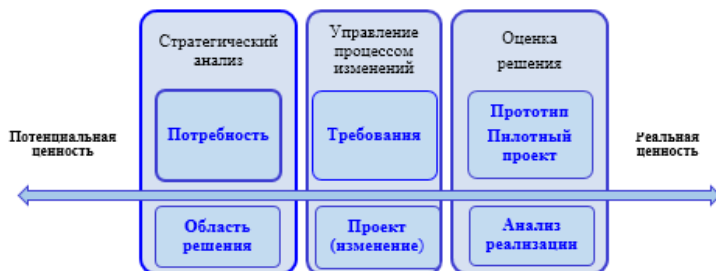 Стратегический
анализ
Управление
процессом
изменений
Оценка
решения
Потенциальная
ценность
Потребность
Требования
Прототип
Пилотный
проект
Реальная
ценность
Область
решения
Проект
(изменение)
Анализ
реализации